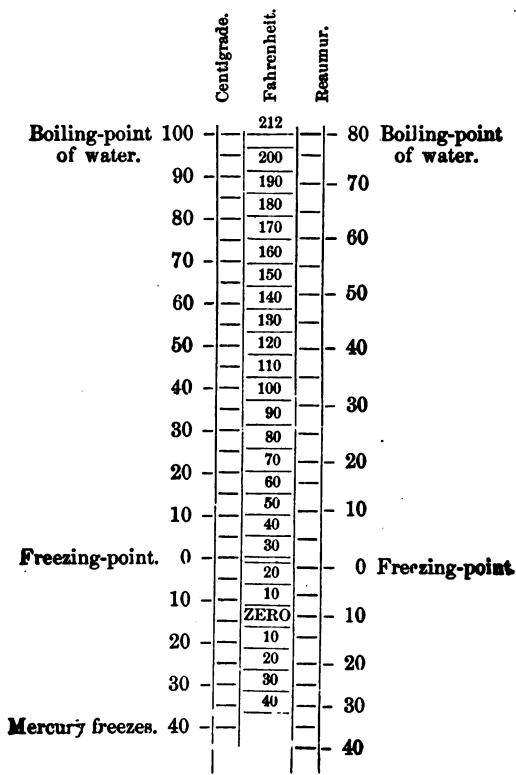 Centigrade.
Fahrenheit.
Reaumur.
212
Boiling-point 100 80 Boiling-point
of water. of water.
200
90 190 70
180
80 170 60
160
70 150
60 140 50
130
50 120 40
110
40 100
90 30
30 80
70 20
20 60
50 10
10 40
30
Freezing-point. 0 0 Freezing-point.
20
10 10
ZERO 10
20 10
20 20
30 30
40 30
Mercury freezes. 40
40